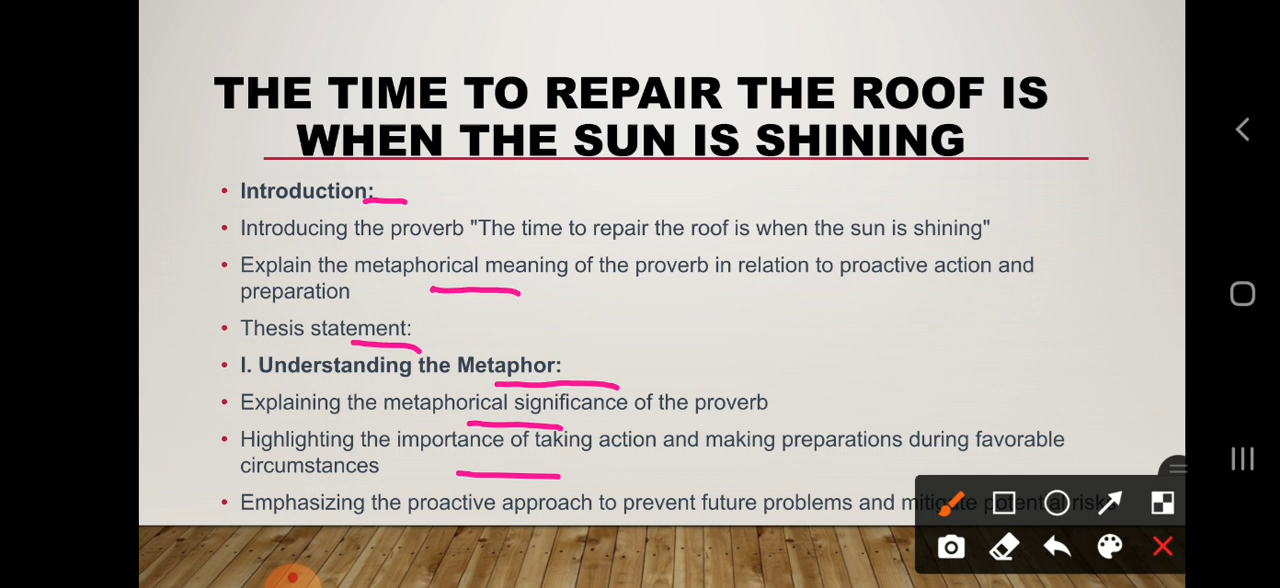 THE TIME TO REPAIR THE ROOF IS
WHEN THE SUN IS SHINING
Introduction:
Introducing the proverb "The time to repair the roof is when the sun is shining"
Explain the metaphorical meaning of the proverb in relation to proactive action and
preparation
Thesis statement:
I. Understanding the Metaphor:
Explaining the metaphorical significance of the proverb
Highlighting the importance of taking action and making preparations during favorable
circumstances
Emphasizing the proactive approach to prevent future problems and mitigate potential risks